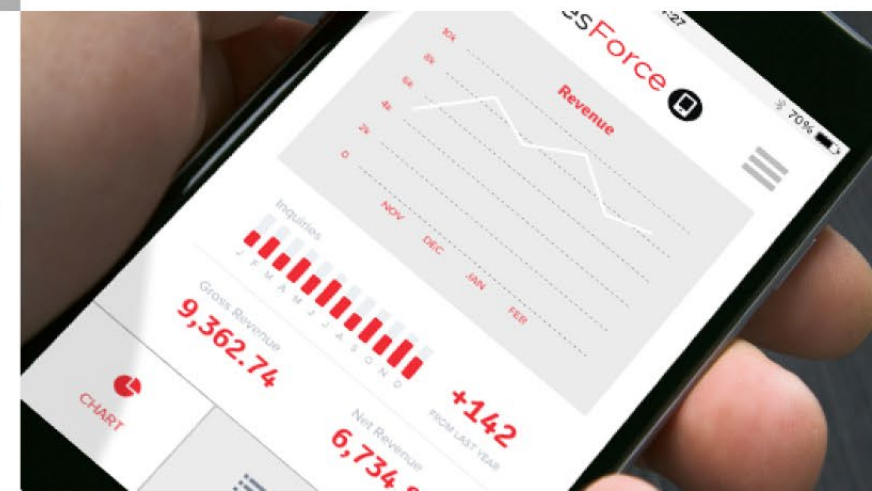 esForce
70%
Revenue
10k
8k
6k
4k
2k
0
NOV
DEC
JAN
FEB
Inquiries
J F M A M J J A S O N D
+142
FROM LAST YEAR
Gross Revenue
9,362.74
Net Revenue
6,734.
CHART